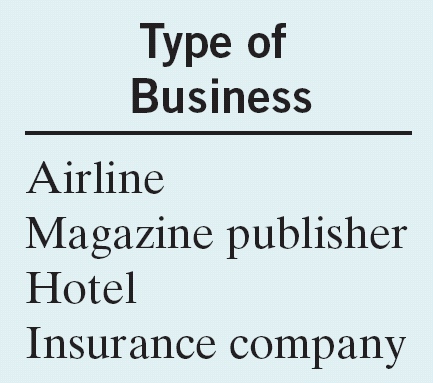 Type of
Business
Airline
Magazine publisher
Hotel
Insurance company